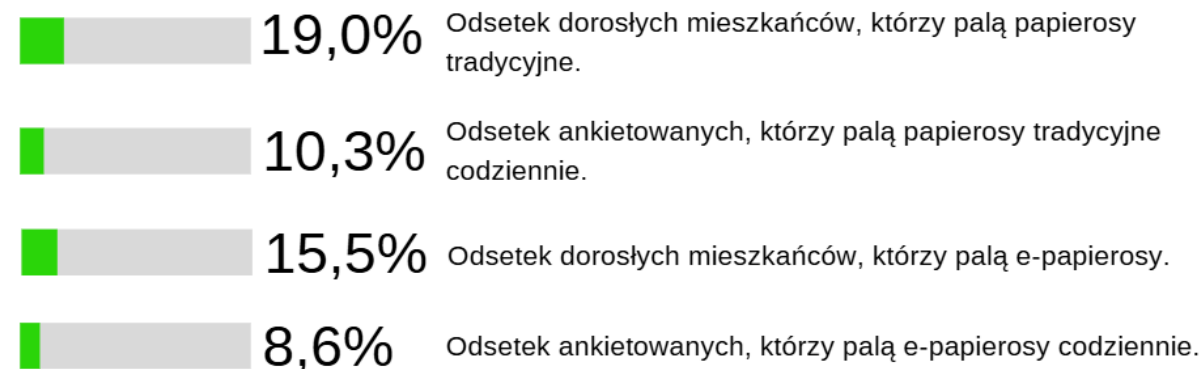 19,0% Odsetek dorosłych mieszkańców, którzy palą papierosy
tradycyjne.
10,3% Odsetek ankietowanych, którzy palą papierosy tradycyjne
codziennie.
15,5% Odsetek dorosłych mieszkańców, którzy palą e-papierosy.
8,6% Odsetek ankietowanych, którzy palą e-papierosy codziennie.